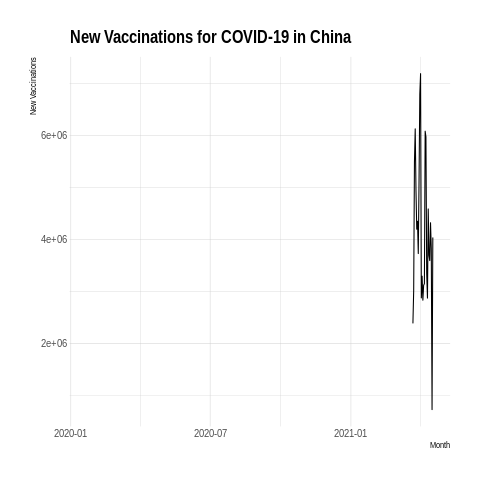 New Vaccinations for COVID-19 in China
New Vaccinations
6e+06
4e+06
2e+06
2020-01 2020-07 2021-01
Month